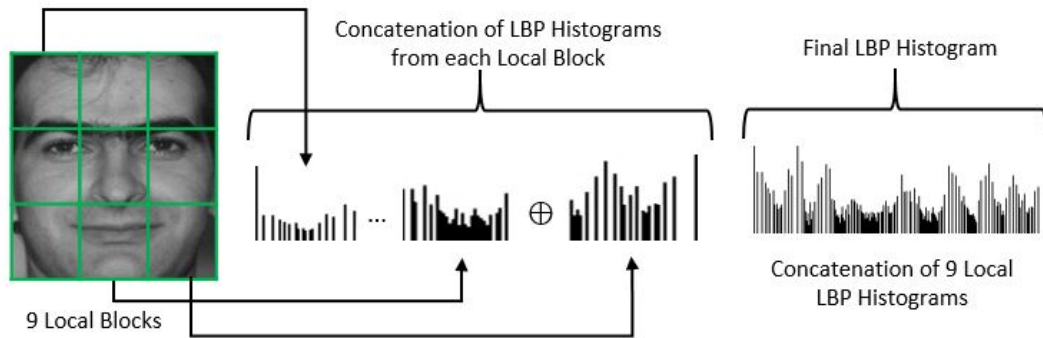 Concatenation of LBP Histograms
from each Local Block
Final LBP Histogram
...
9 Local Blocks
Concatenation of 9 Local
LBP Histograms